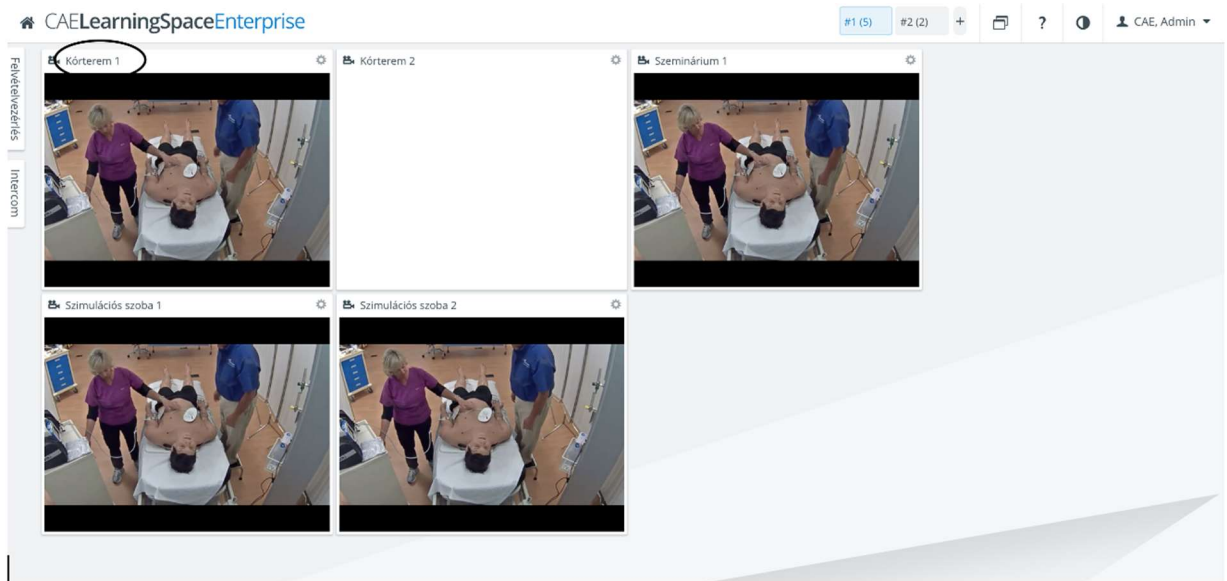 CAELearningSpaceEnterprise
#1 (5)
#2 (2)
+
?
CAE, Admin
Felvételvezérlés
Intercom
Kórterem 1
Kórterem 2
Szeminárium 1
Szimulációs szoba 1
Szimulációs szoba 2